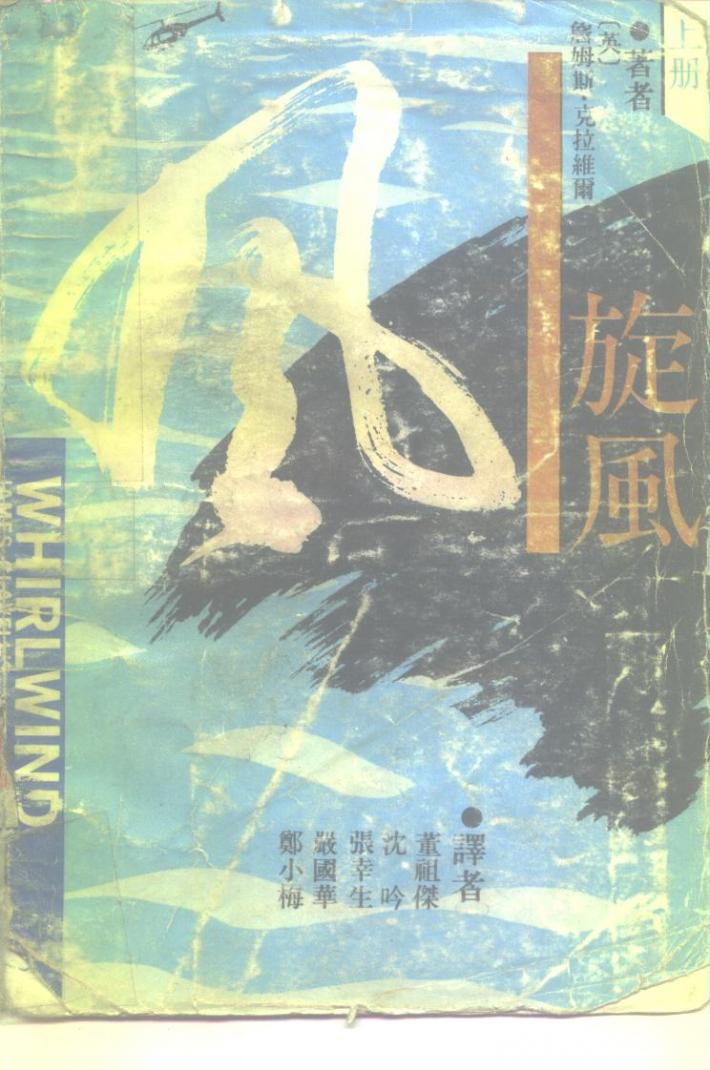 上册
●著者
〔英〕
詹姆斯·克拉維爾
旋風
風
●譯者
董祖傑
沈吟
張幸生
嚴國華
鄭小梅
WHIRLWIND